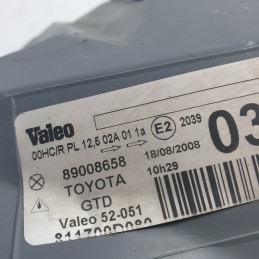 Valeo
00HC/R PL 12,5 02A 01 1a E2 2039
89008658 18/08/2008 03
TOYOTA 10h29
GTD
Valeo 52-051
811700D080